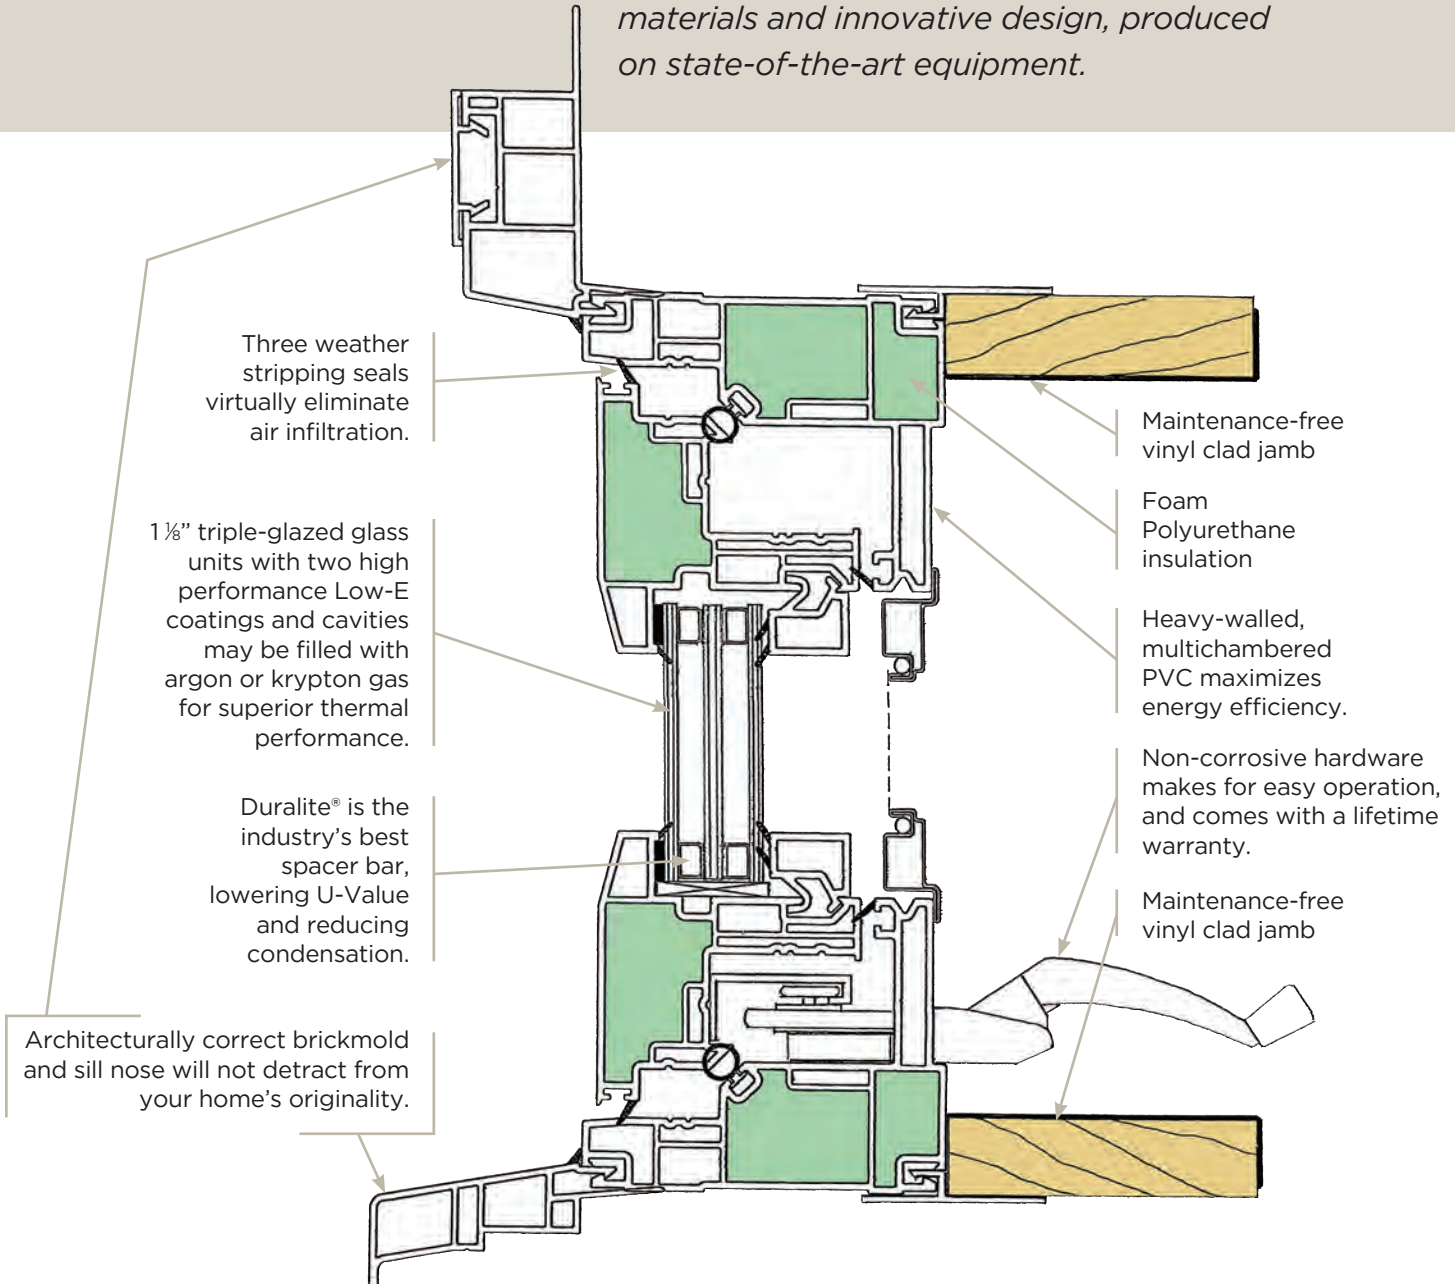 materials and innovative design, produced
on state-of-the-art equipment.
Three weather
stripping seals
virtually eliminate
air infiltration.
1 ⅛” triple-glazed glass
units with two high
performance Low-E
coatings and cavities
may be filled with
argon or krypton gas
for superior thermal
performance.
Duralite® is the
industry’s best
spacer bar,
lowering U-Value
and reducing
condensation.
Architecturally correct brickmold
and sill nose will not detract from
your home’s originality.
Maintenance-free
vinyl clad jamb
Foam
Polyurethane
insulation
Heavy-walled,
multichambered
PVC maximizes
energy efficiency.
Non-corrosive hardware
makes for easy operation,
and comes with a lifetime
warranty.
Maintenance-free
vinyl clad jamb